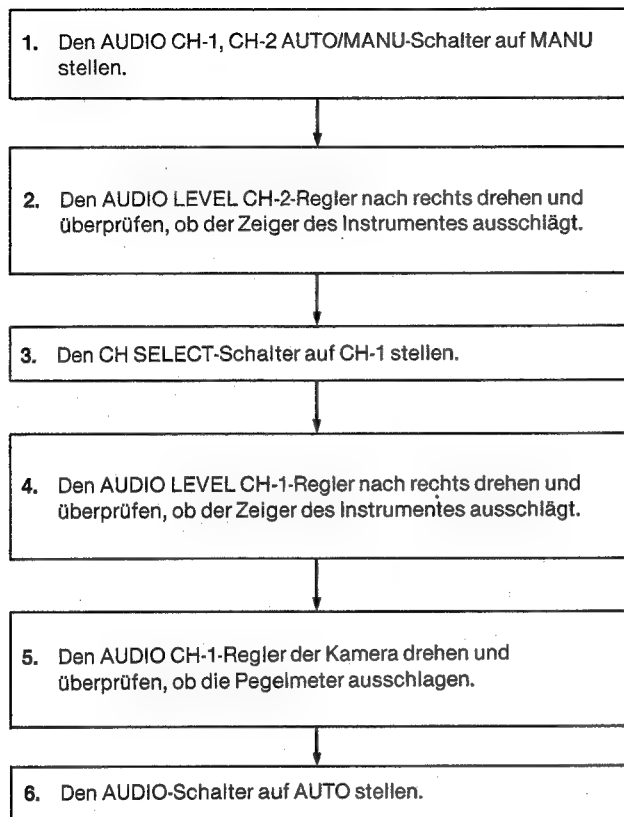 1. Den AUDIO CH-1, CH-2 AUTO/MANU-Schalter auf MANU
stellen.
2. Den AUDIO LEVEL CH-2-Regler nach rechts drehen und
überprüfen, ob der Zeiger des Instrumentes ausschlägt.
3. Den CH SELECT-Schalter auf CH-1 stellen.
4. Den AUDIO LEVEL CH-1-Regler nach rechts drehen und
überprüfen, ob der Zeiger des Instrumentes ausschlägt.
5. Den AUDIO CH-1-Regler der Kamera drehen und
überprüfen, ob die Pegelmeter ausschlagen.
6. Den AUDIO-Schalter auf AUTO stellen.